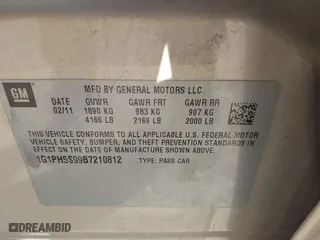 GM
MFD BY GENERAL MOTORS LLC
DATE GVWR GAWR FRT GAWR RR
02/11 1890 KG 983 KG 907 KG
4166 LB 2166 LB 2000 LB
THIS VEHICLE CONFORMS TO ALL APPLICABLE U.S. FEDERAL MOTOR
VEHICLE SAFETY, BUMPER, AND THEFT PREVENTION STANDARDS
IN EFFECT ON THE DATE OF MANUFACTURE SHOWN ABOVE.
1G1PH5S99B7210812 TYPE: PASS CAR
DREAMBID